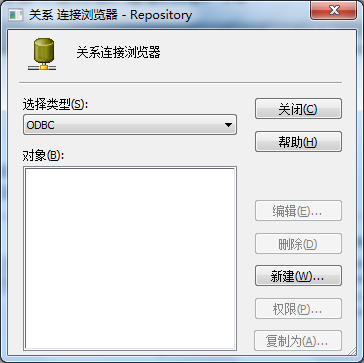 关系 连接浏览器 - Repository
关系连接浏览器
选择类型(S):
ODBC
关闭(C)
帮助(H)
对象(B):
编辑(E)...
删除(D)
新建(W)...
权限(P)...
复制为(A)...